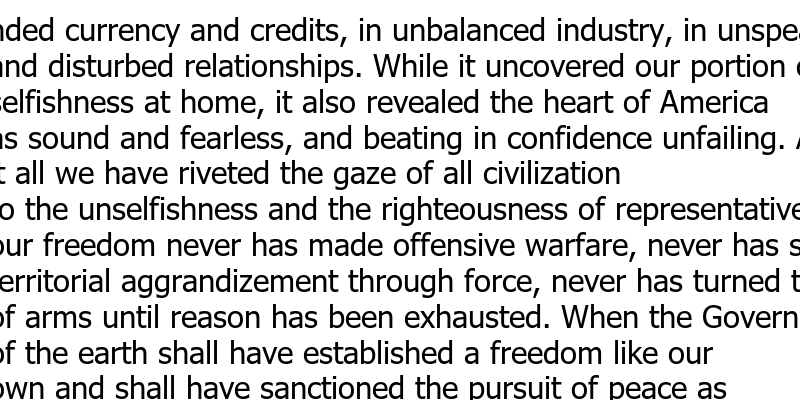 nded currency and credits, in unbalanced industry, in unspea
and disturbed relationships. While it uncovered our portion
selfishness at home, it also revealed the heart of America
as sound and fearless, and beating in confidence unfailing.
t all we have riveted the gaze of all civilization
to the unselfishness and the righteousness of representative
our freedom never has made offensive warfare, never has s
territorial aggrandizement through force, never has turned t
of arms until reason has been exhausted. When the Govern
of the earth shall have established a freedom like our
own and shall have sanctioned the pursuit of peace as